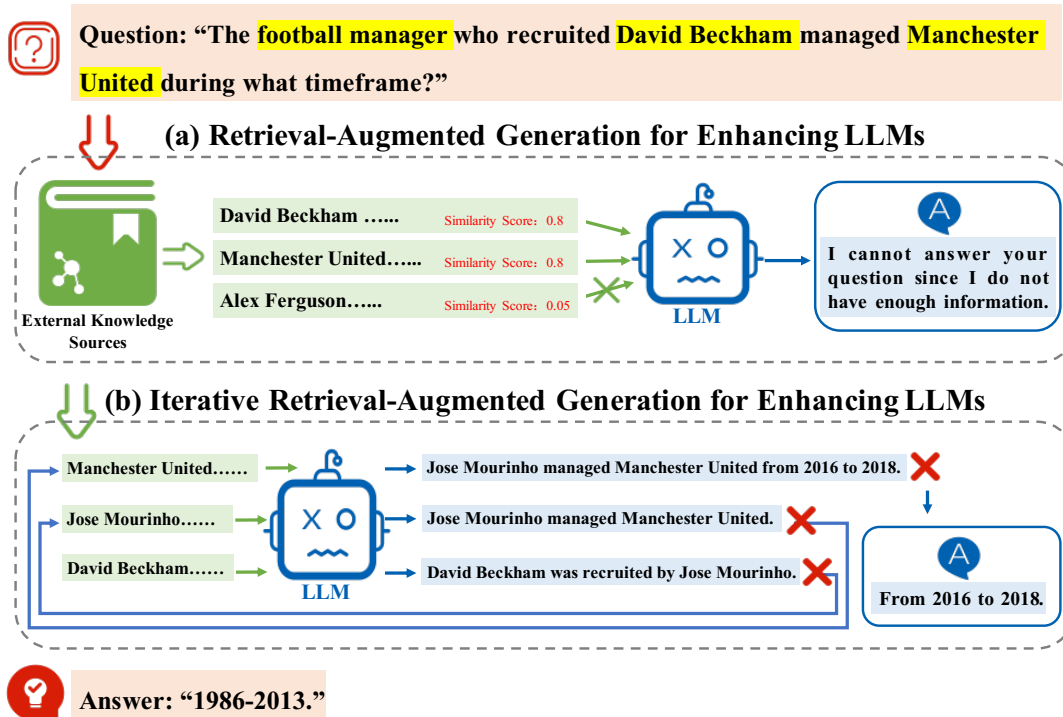 Question: “The football manager who recruited David Beckham managed Manchester
United during what timeframe?”
(a) Retrieval-Augmented Generation for Enhancing LLMs
External Knowledge
Sources
David Beckham …... Similarity Score: 0.8
Manchester United…... Similarity Score: 0.8
Alex Ferguson…... Similarity Score: 0.05
LLM
A
I cannot answer your
question since I do not
have enough information.
(b) Iterative Retrieval-Augmented Generation for Enhancing LLMs
Manchester United……
Jose Mourinho……
David Beckham……
LLM
Jose Mourinho managed Manchester United from 2016 to 2018.
Jose Mourinho managed Manchester United.
David Beckham was recruited by Jose Mourinho.
A
From 2016 to 2018.
Answer: “1986-2013.”